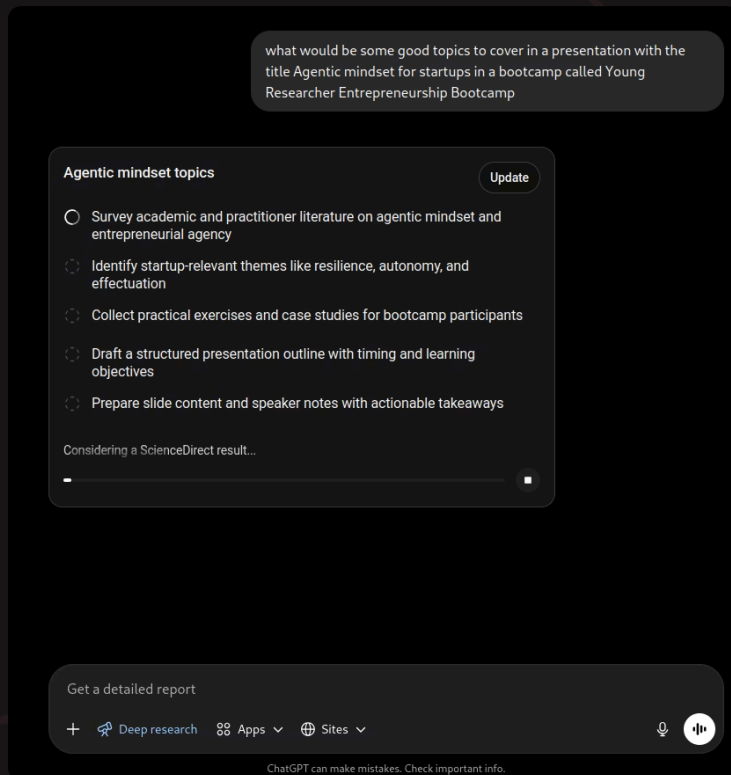 what would be some good topics to cover in a presentation with the
title Agentic mindset for startups in a bootcamp called Young
Researcher Entrepreneurship Bootcamp
Agentic mindset topics
Update
Survey academic and practitioner literature on agentic mindset and
entrepreneurial agency
Identify startup-relevant themes like resilience, autonomy, and
effectuation
Collect practical exercises and case studies for bootcamp participants
Draft a structured presentation outline with timing and learning
objectives
Prepare slide content and speaker notes with actionable takeaways
Considering a ScienceDirect result...
Get a detailed report
Deep research Apps Sites
ChatGPT can make mistakes. Check important info.